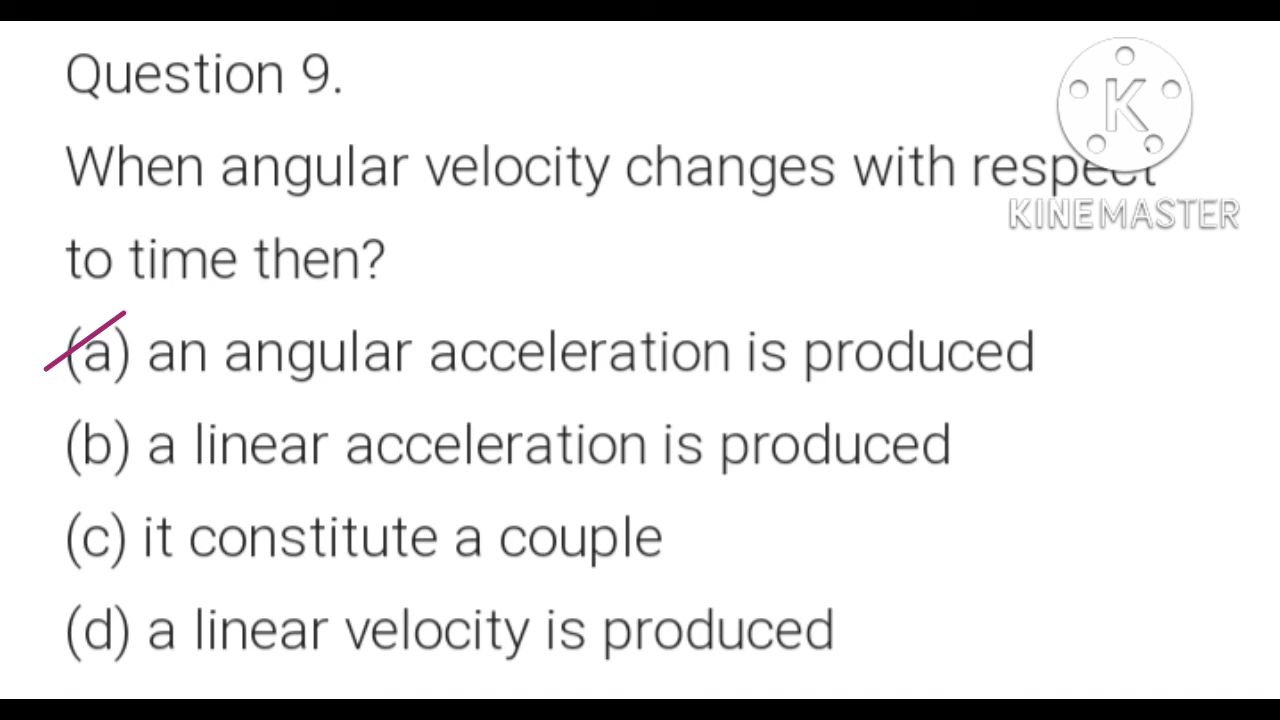 Question 9.
When angular velocity changes with respect
to time then?
(a) an angular acceleration is produced
(b) a linear acceleration is produced
(c) it constitute a couple
(d) a linear velocity is produced
K
KINEMASTER